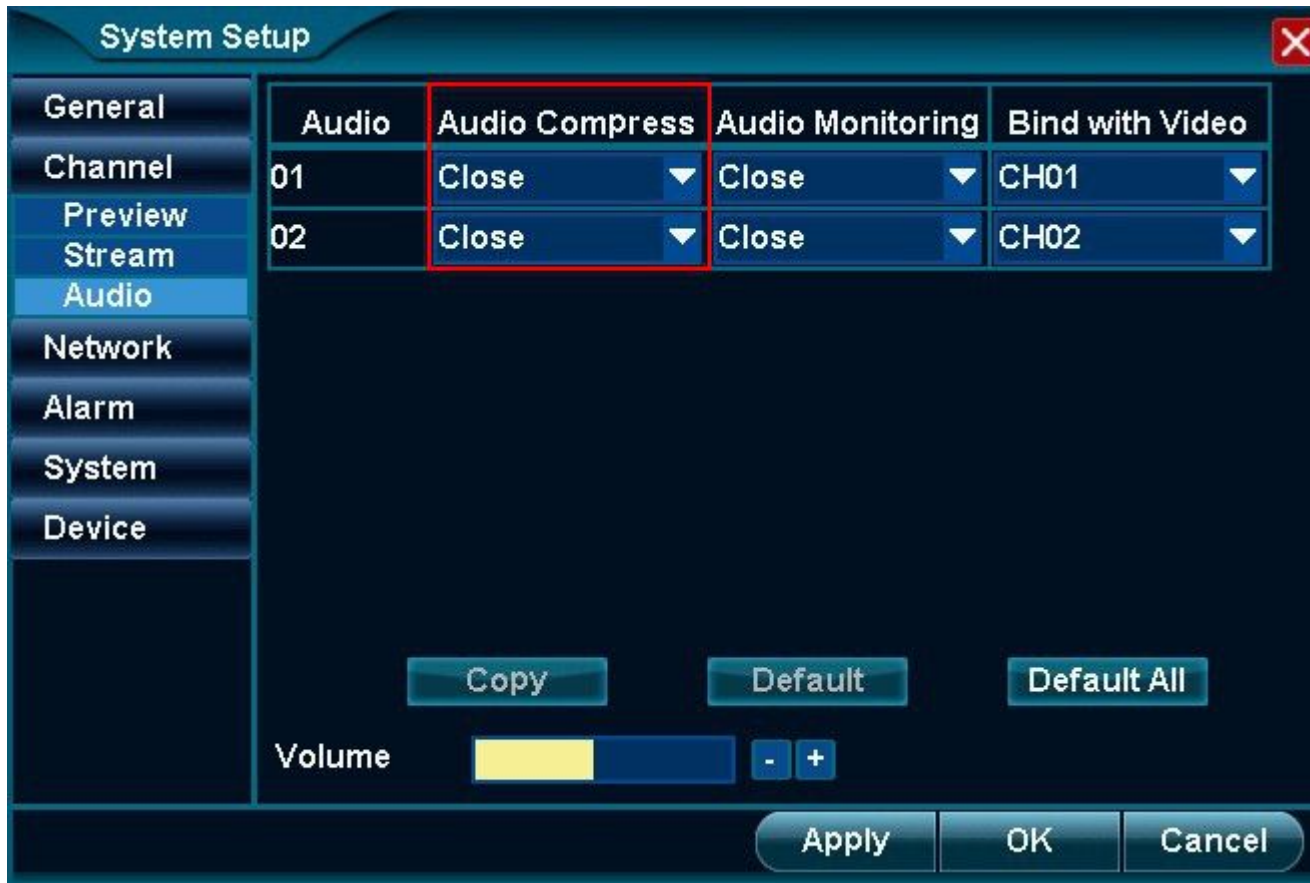 System Setup
X
General
Channel
Preview
Stream
Audio
Network
Alarm
System
Device
Audio Audio Compress Audio Monitoring Bind with Video
01 Close Close CH01
02 Close Close CH02
Copy Default Default All
Volume - +
Apply OK Cancel